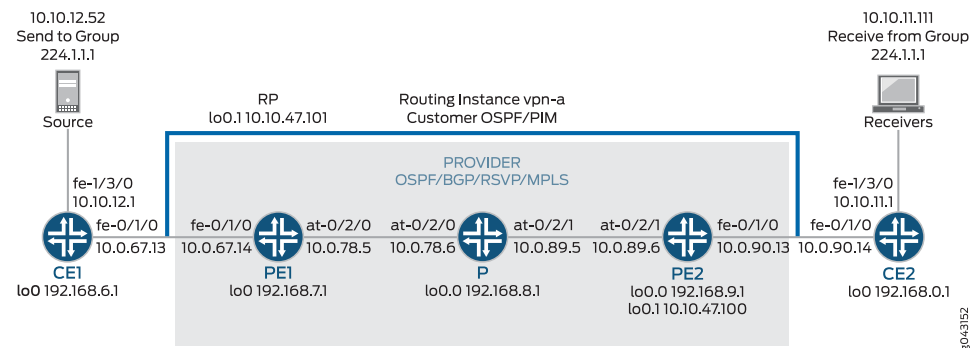 10.10.12.52
Send to Group
224.1.1.1
10.10.11.111
Receive from Group
224.1.1.1
Source
RP
lo0.1 10.10.47.101
Routing Instance vpn-a
Customer OSPF/PIM
Receivers
PROVIDER
OSPF/BGP/RSVP/MPLS
fe-1/3/0
10.10.12.1
fe-1/3/0
10.10.11.1
fe-0/1/0
10.0.67.13
fe-0/1/0
10.0.67.14
at-0/2/0
10.0.78.5
at-0/2/0
10.0.78.6
at-0/2/1
10.0.89.5
at-0/2/1
10.0.89.6
fe-0/1/0
10.0.90.13
fe-0/1/0
10.0.90.14
CE1
lo0 192.168.6.1
PE1
lo0 192.168.7.1
P
lo0.0 192.168.8.1
PE2
lo0.0 192.168.9.1
lo0.1 10.10.47.100
CE2
lo0 192.168.0.1
g043152